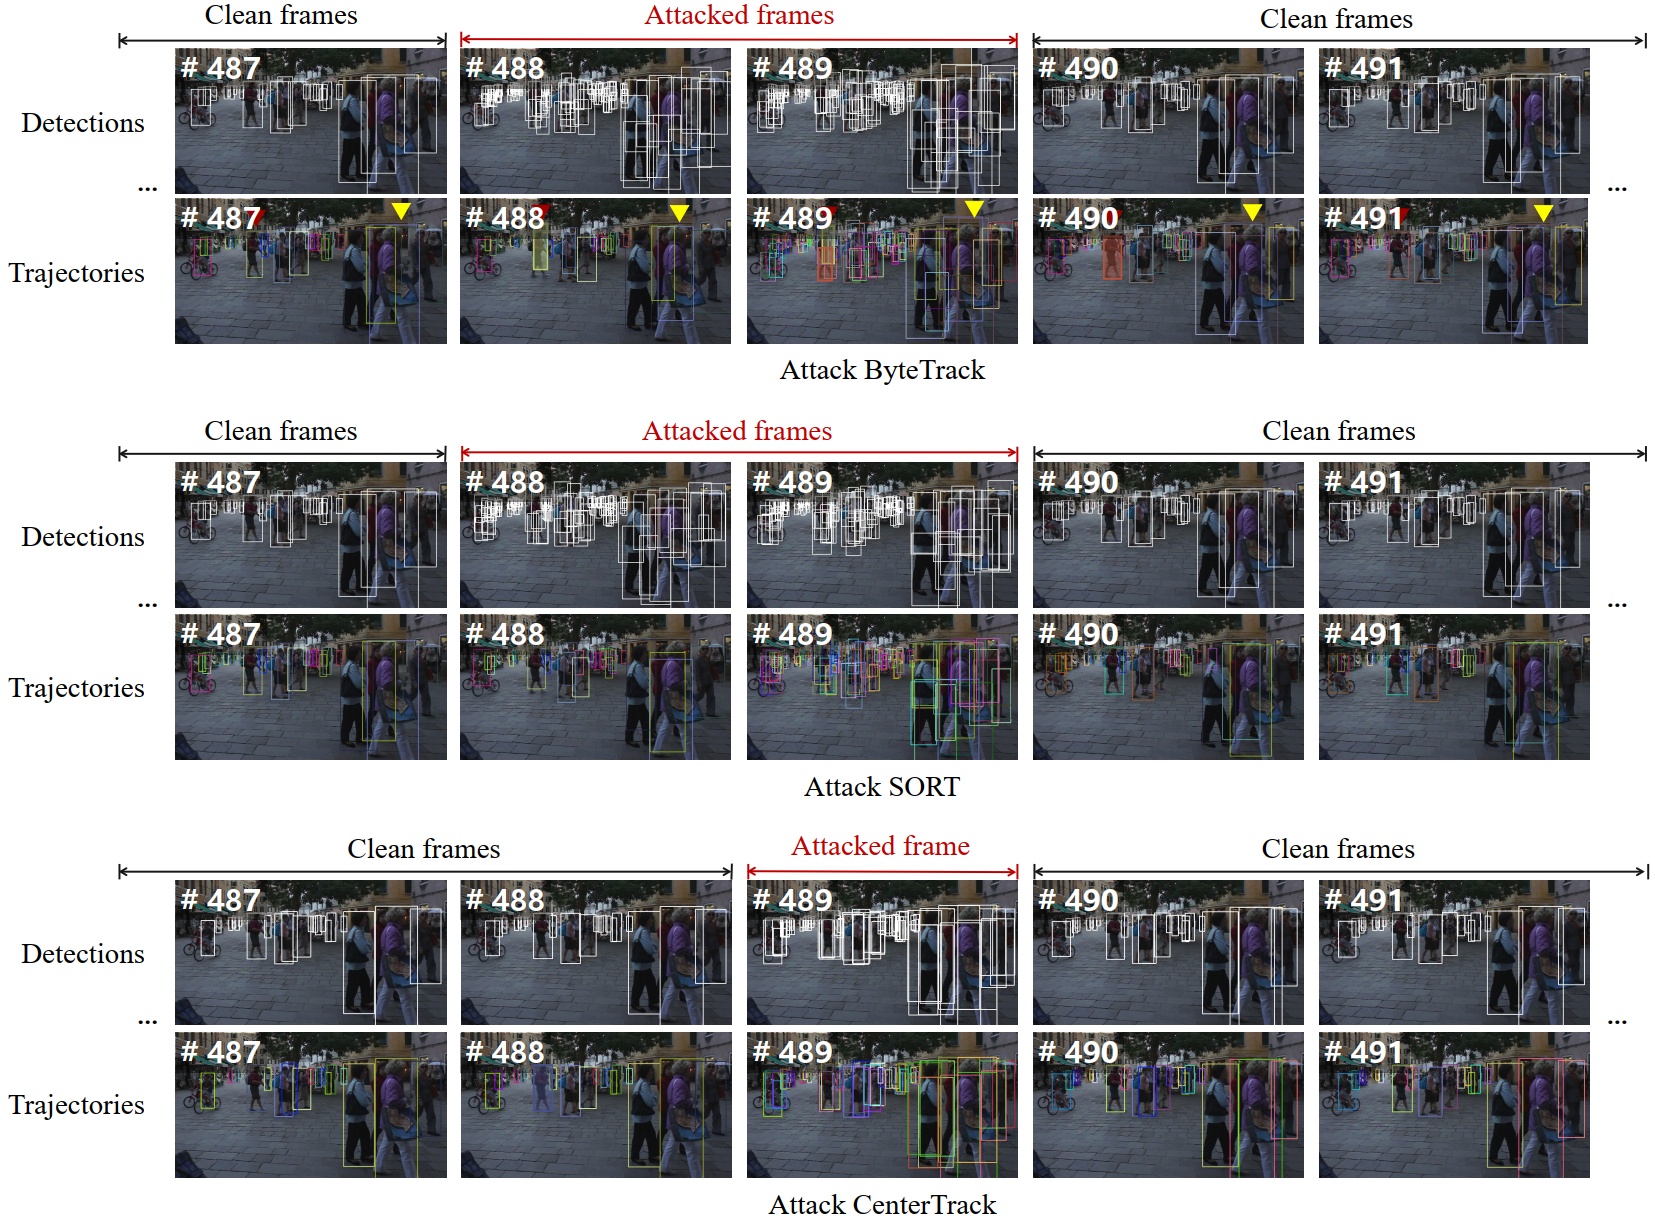 Clean frames Attacked frames Clean frames
Detections # 487 # 488 # 489 # 490 # 491
... ...
Trajectories # 487 # 488 # 489 # 490 # 491
Attack ByteTrack
Clean frames Attacked frames Clean frames
Detections # 487 # 488 # 489 # 490 # 491
... ...
Trajectories # 487 # 488 # 489 # 490 # 491
Attack SORT
Clean frames Attacked frame Clean frames
Detections # 487 # 488 # 489 # 490 # 491
... ...
Trajectories # 487 # 488 # 489 # 490 # 491
Attack CenterTrack